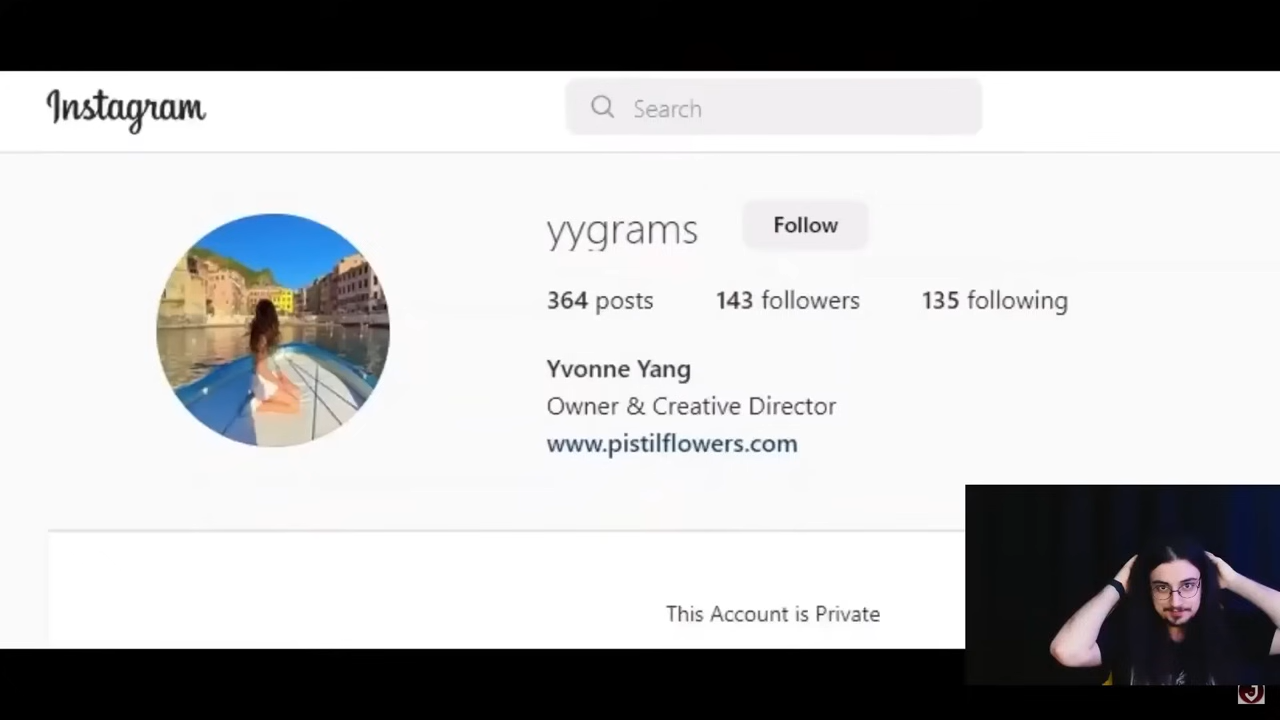 Instagram
Search
yygrams
Follow
364 posts 143 followers 135 following
Yvonne Yang
Owner & Creative Director
www.pistilflowers.com
This Account is Private
J